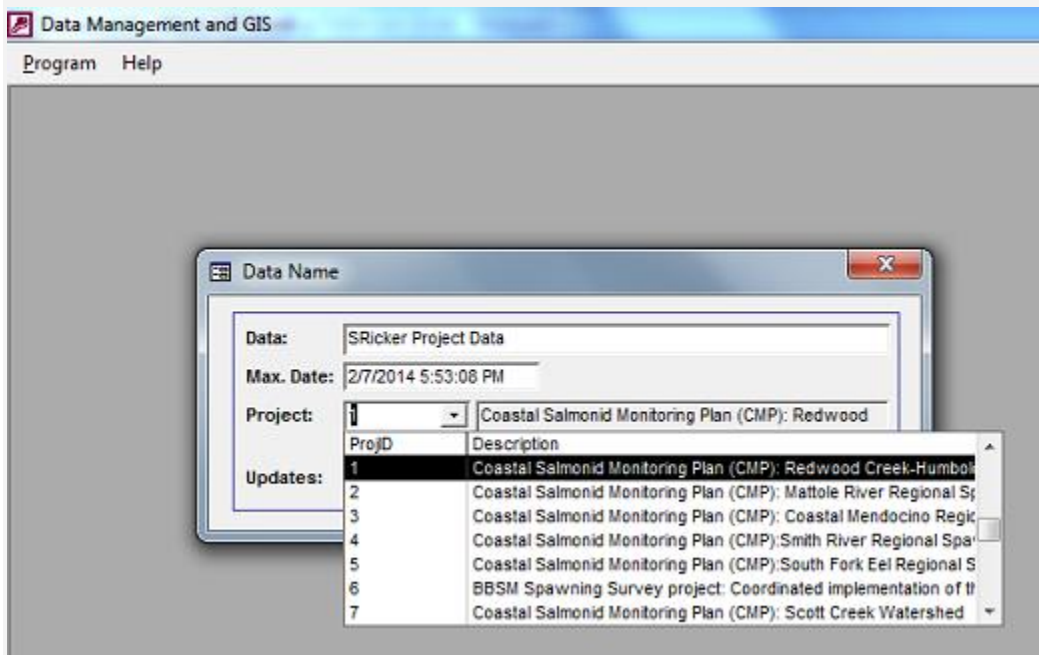 Data Management and GIS
Program Help
Data Name
Data: SRicker Project Data
Max. Date: 2/7/2014 5:53:08 PM
Project: 1 Coastal Salmonid Monitoring Plan (CMP): Redwood
ProjID Description
Updates:
1 Coastal Salmonid Monitoring Plan (CMP): Redwood Creek-Humbol
2 Coastal Salmonid Monitoring Plan (CMP): Mattole River Regional Sp
3 Coastal Salmonid Monitoring Plan (CMP): Coastal Mendocino Regic
4 Coastal Salmonid Monitoring Plan (CMP):Smith River Regional Spa
5 Coastal Salmonid Monitoring Plan (CMP):South Fork Eel Regional S
6 BBSM Spawning Survey project: Coordinated implementation of th
7 Coastal Salmonid Monitoring Plan (CMP): Scott Creek Watershed